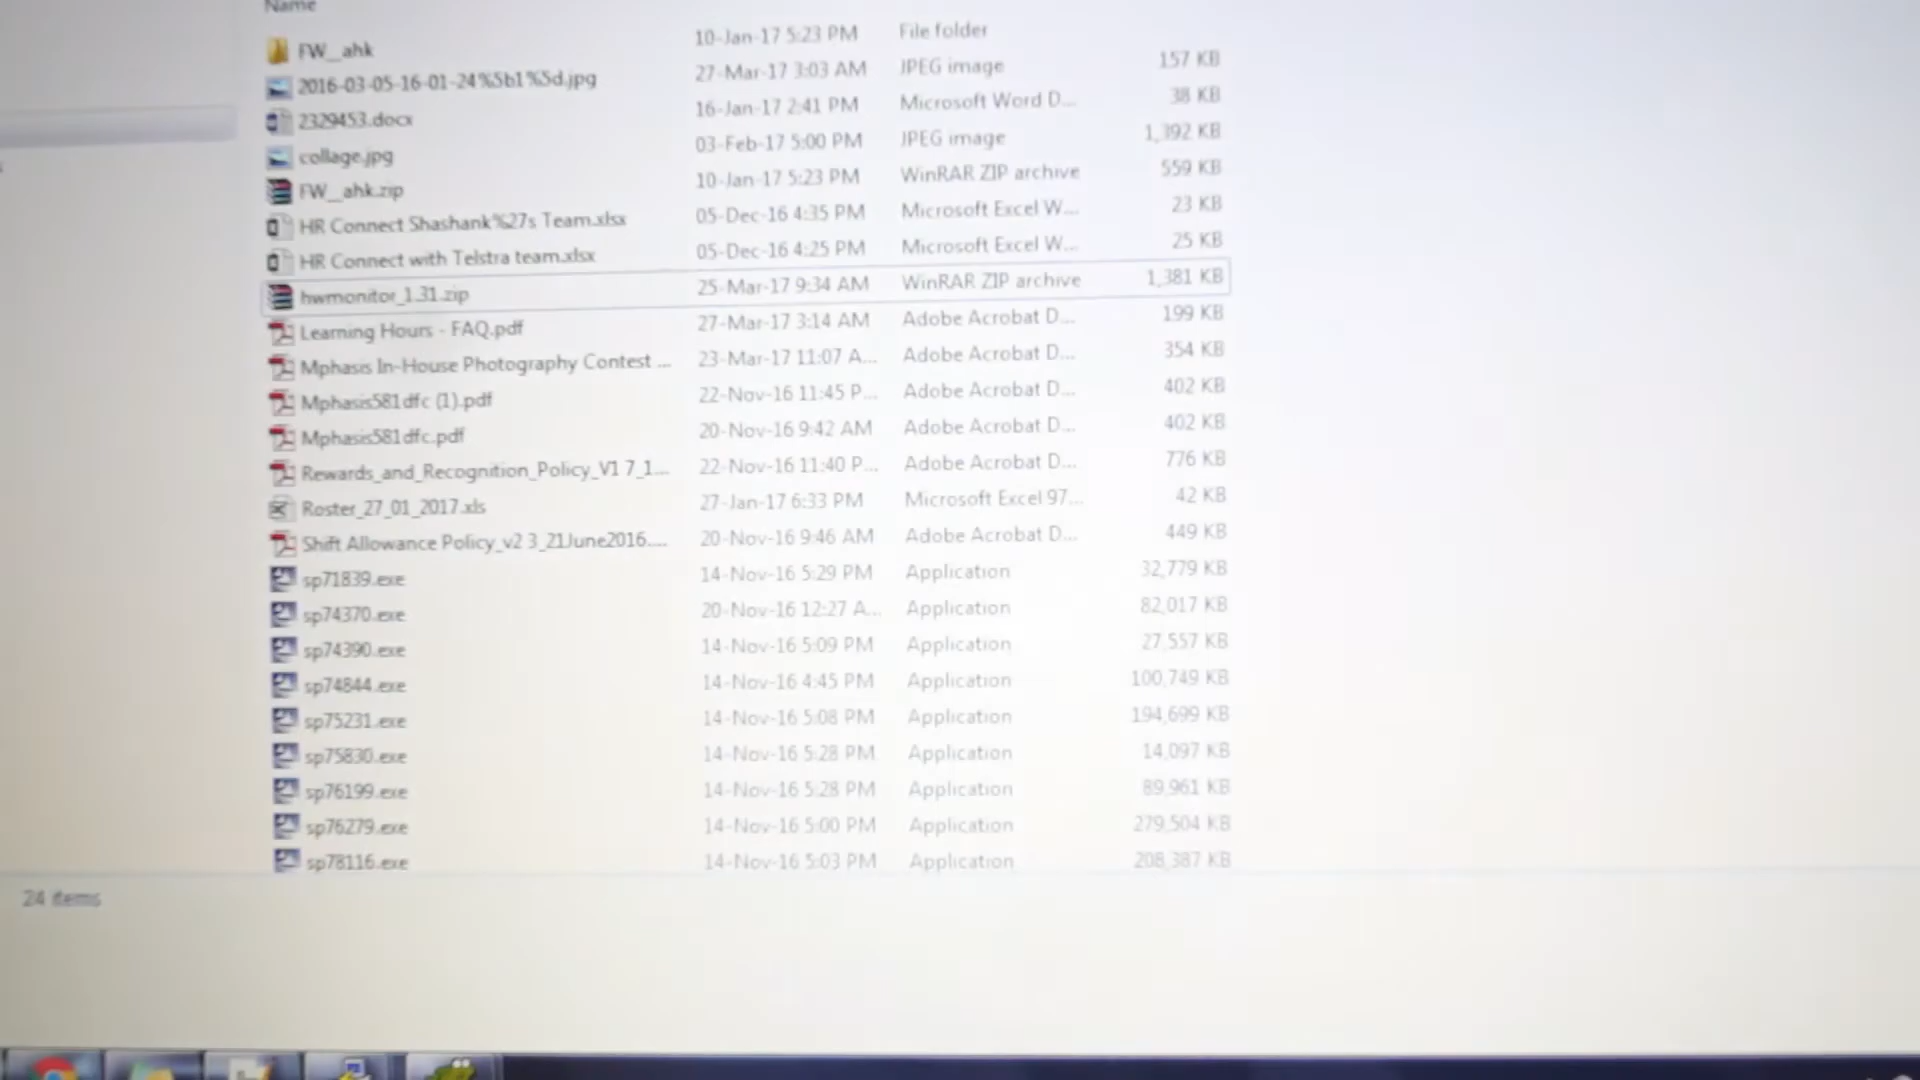 Name
FW__ahk 10-Jan-17 5:23 PM File folder
2016-03-05-16-01-24%5b1%5d.jpg 27-Mar-17 3:03 AM JPEG image 157 KB
2329453.docx 16-Jan-17 2:41 PM Microsoft Word D... 38 KB
collage.jpg 03-Feb-17 5:00 PM JPEG image 1,392 KB
FW__ahk.zip 10-Jan-17 5:23 PM WinRAR ZIP archive 559 KB
HR Connect Shashank%27s Team.xlsx 05-Dec-16 4:35 PM Microsoft Excel W... 23 KB
HR Connect with Telstra team.xlsx 05-Dec-16 4:25 PM Microsoft Excel W... 25 KB
hwmonitor_1.31.zip 25-Mar-17 9:34 AM WinRAR ZIP archive 1,381 KB
Learning Hours - FAQ.pdf 27-Mar-17 3:14 AM Adobe Acrobat D... 199 KB
Mphasis In-House Photography Contest ... 23-Mar-17 11:07 A... Adobe Acrobat D... 354 KB
Mphasis581dfc (1).pdf 22-Nov-16 11:45 P... Adobe Acrobat D... 402 KB
Mphasis581dfc.pdf 20-Nov-16 9:42 AM Adobe Acrobat D... 402 KB
Rewards_and_Recognition_Policy_V1 7_1... 22-Nov-16 11:40 P... Adobe Acrobat D... 776 KB
Roster_27_01_2017.xls 27-Jan-17 6:33 PM Microsoft Excel 97... 42 KB
Shift Allowance Policy_v2 3_21June2016.... 20-Nov-16 9:46 AM Adobe Acrobat D... 449 KB
sp71839.exe 14-Nov-16 5:29 PM Application 32,779 KB
sp74370.exe 20-Nov-16 12:27 A... Application 82,017 KB
sp74390.exe 14-Nov-16 5:09 PM Application 27,557 KB
sp74844.exe 14-Nov-16 4:45 PM Application 100,749 KB
sp75231.exe 14-Nov-16 5:08 PM Application 194,699 KB
sp75830.exe 14-Nov-16 5:28 PM Application 14,097 KB
sp76199.exe 14-Nov-16 5:28 PM Application 89,961 KB
sp76279.exe 14-Nov-16 5:00 PM Application 279,504 KB
sp78116.exe 14-Nov-16 5:03 PM Application 208,387 KB
24 items